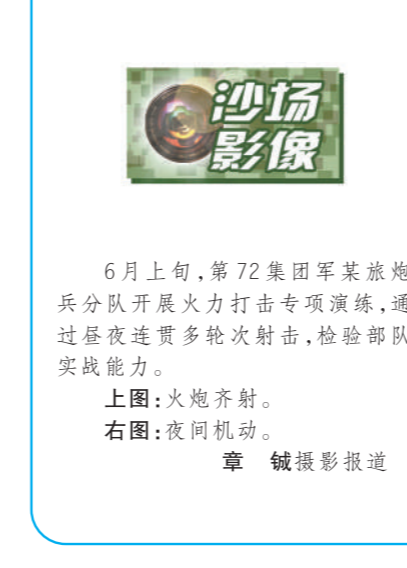 沙场
影像
6月上旬,第72集团军某旅炮
兵分队开展火力打击专项演练,通
过昼夜连贯多轮次射击,检验部队
实战能力。
上图:火炮齐射。
右图:夜间机动。
章　铖摄影报道